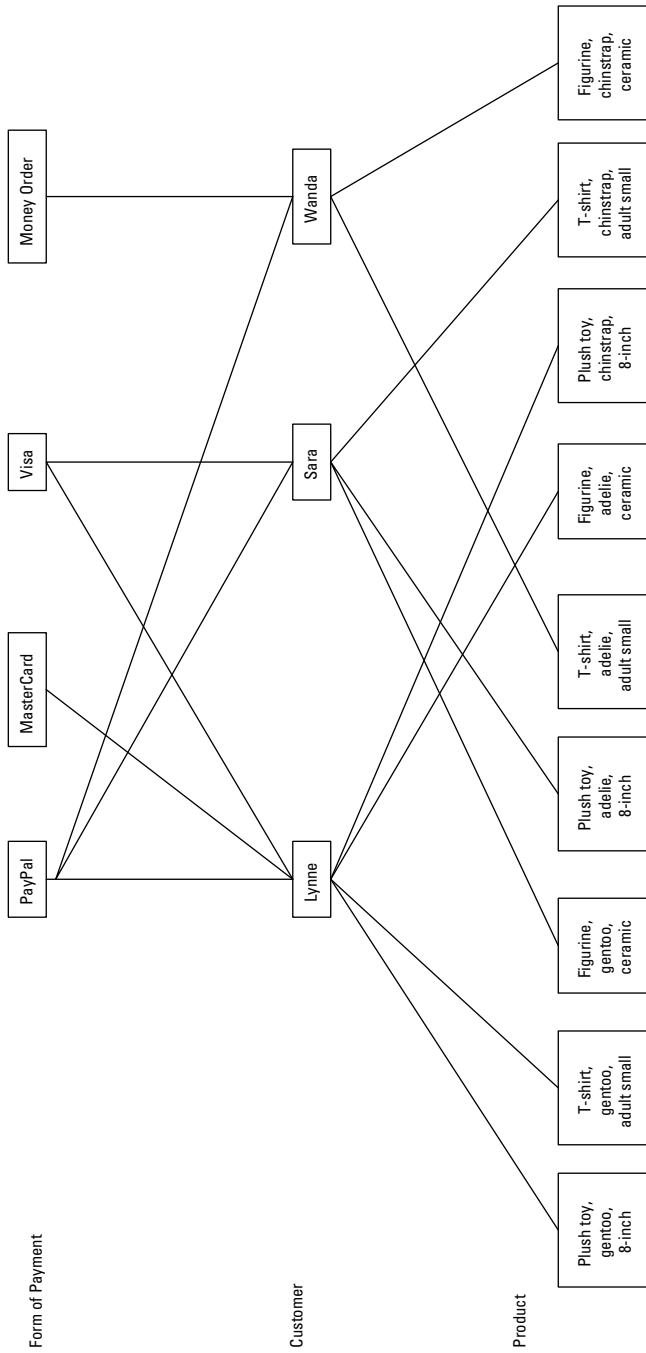 Form of Payment
PayPal
MasterCard
Visa
Money Order
Customer
Lynne
Sara
Wanda
Product
Plush toy,
gentoo,
8-inch
T-shirt,
gentoo,
adult small
Figurine,
gentoo,
ceramic
Plush toy,
adelie,
8-inch
T-shirt,
adelie,
adult small
Figurine,
adelie,
ceramic
Plush toy,
chinstrap,
8-inch
T-shirt,
chinstrap,
adult small
Figurine,
chinstrap,
ceramic